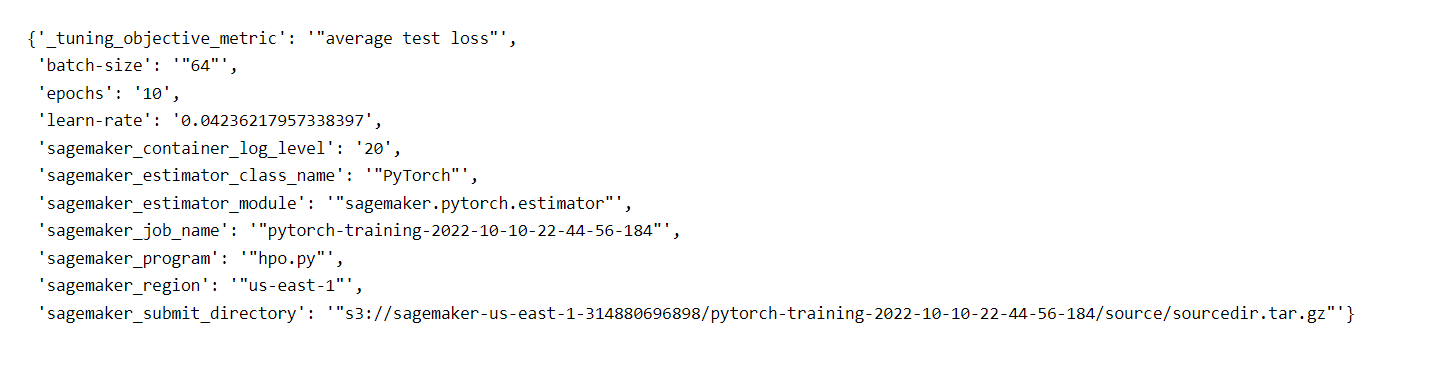 {'_tuning_objective_metric': '"average test loss"',
 'batch-size': '"64"',
 'epochs': '10',
 'learn-rate': '0.04236217957338397',
 'sagemaker_container_log_level': '20',
 'sagemaker_estimator_class_name': '"PyTorch"',
 'sagemaker_estimator_module': '"sagemaker.pytorch.estimator"',
 'sagemaker_job_name': '"pytorch-training-2022-10-10-22-44-56-184"',
 'sagemaker_program': '"hpo.py"',
 'sagemaker_region': '"us-east-1"',
 'sagemaker_submit_directory': '"s3://sagemaker-us-east-1-314880696898/pytorch-training-2022-10-10-22-44-56-184/source/sourcedir.tar.gz"'}